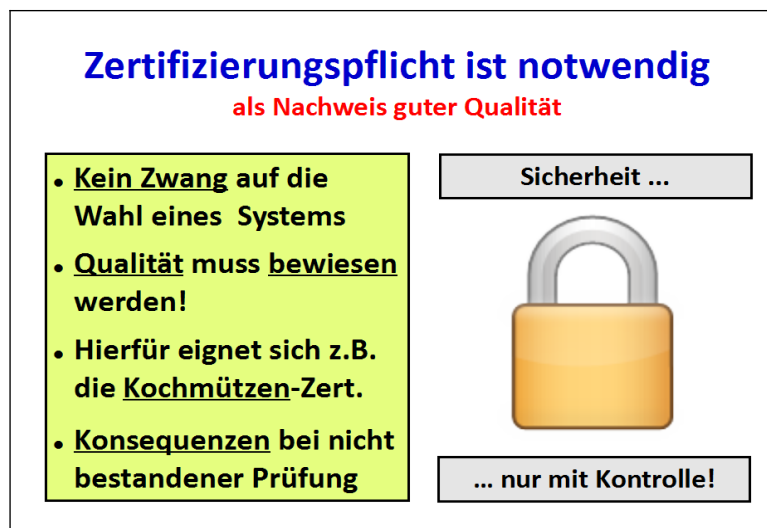 Zertifizierungspflicht ist notwendig
als Nachweis guter Qualität
• Kein Zwang auf die
Wahl eines Systems
• Qualität muss bewiesen
werden!
• Hierfür eignet sich z.B.
die Kochmützen-Zert.
• Konsequenzen bei nicht
bestandener Prüfung
Sicherheit ...
... nur mit Kontrolle!